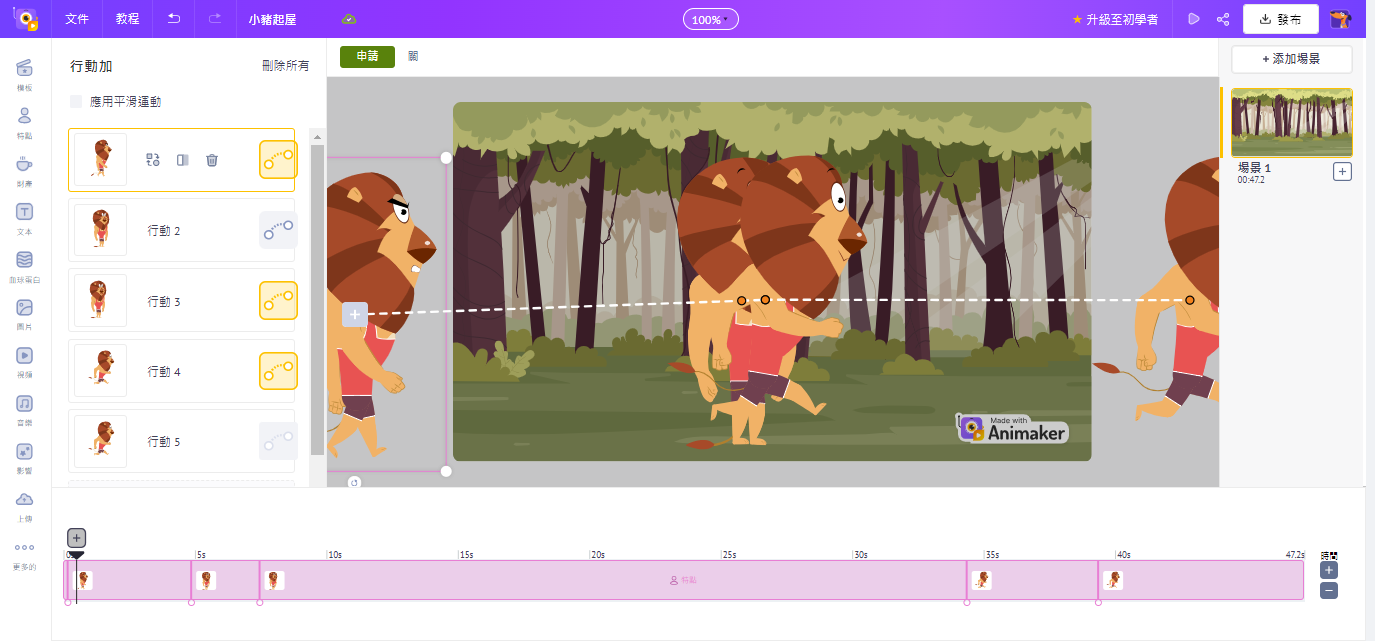 文件
教程
小豬起屋
100%
★ 升級至初學者
發布
橫板
特點
財產
文本
血球蛋白
圖片
視頻
音樂
影響
上傳
更多的
行動加
刪除所有
應用平滑運動
行動 2
行動 3
行動 4
行動 5
申請
關
Made with
Animaker
+ 添加場景
場景 1
00:47.2
5s
10s
15s
20s
25s
30s
35s
40s
47.2s
特點